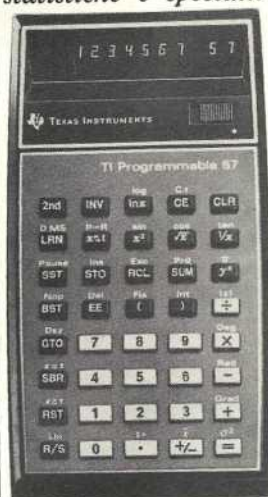 1234567 57
TEXAS INSTRUMENTS
TI Programmable 57
log C.t
2nd INV lnx CE CLR
D.MS P→R sin cos tan
LRN x⇄t x² √x 1/x
Pause Ins Exc Prd
SST STO RCL SUM yˣ
Nop Del Fix Int |x|
BST EE ( ) ÷
Dsz Deg
GTO 7 8 9 X
x=t Rad
SBR 4 5 6 −
x≥t Grad
RST 1 2 3 +
Lbl Σ+ x̄ σ²
R/S 0 . +/− =